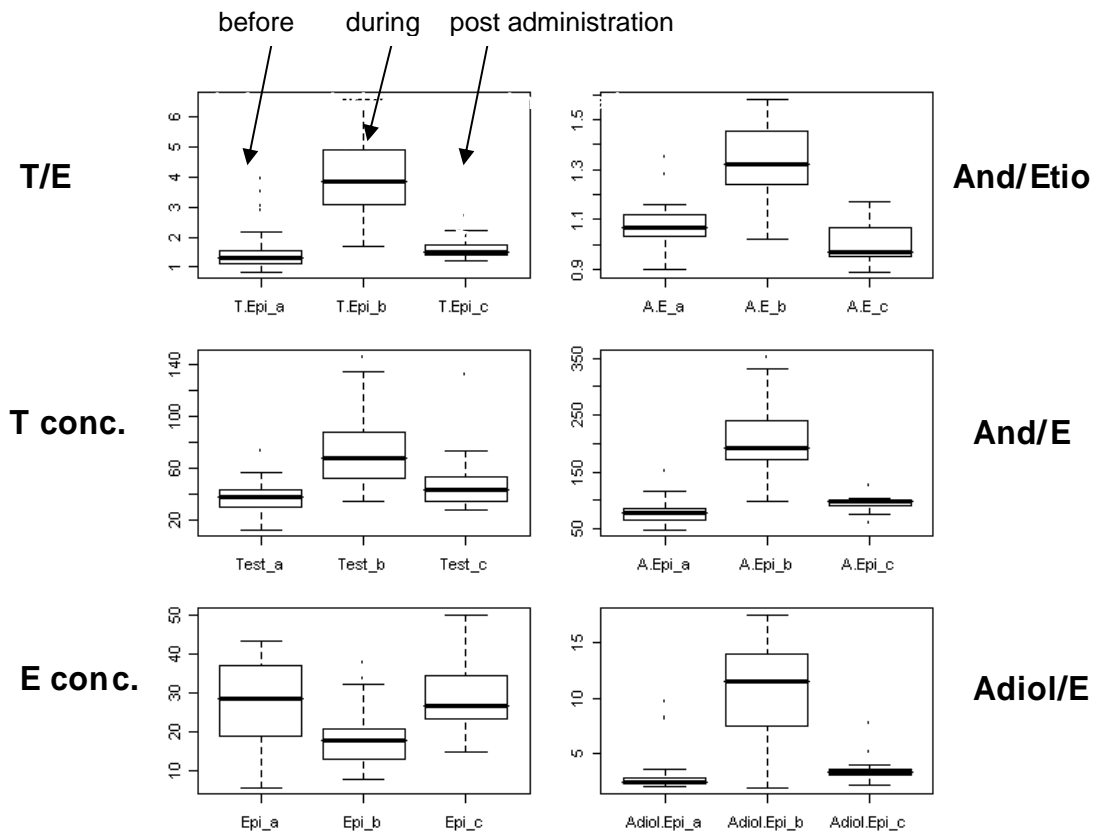 before during post administration
T/E
6
5
4
3
2
1
T.Epi_a T.Epi_b T.Epi_c
And/Etio
1.5
1.3
1.1
0.9
A.E_a A.E_b A.E_c
T conc.
140
100
60
20
Test_a Test_b Test_c
And/E
350
250
150
50
A.Epi_a A.Epi_b A.Epi_c
E conc.
50
40
30
20
10
Epi_a Epi_b Epi_c
Adiol/E
15
10
5
Adiol.Epi_a Adiol.Epi_b Adiol.Epi_c